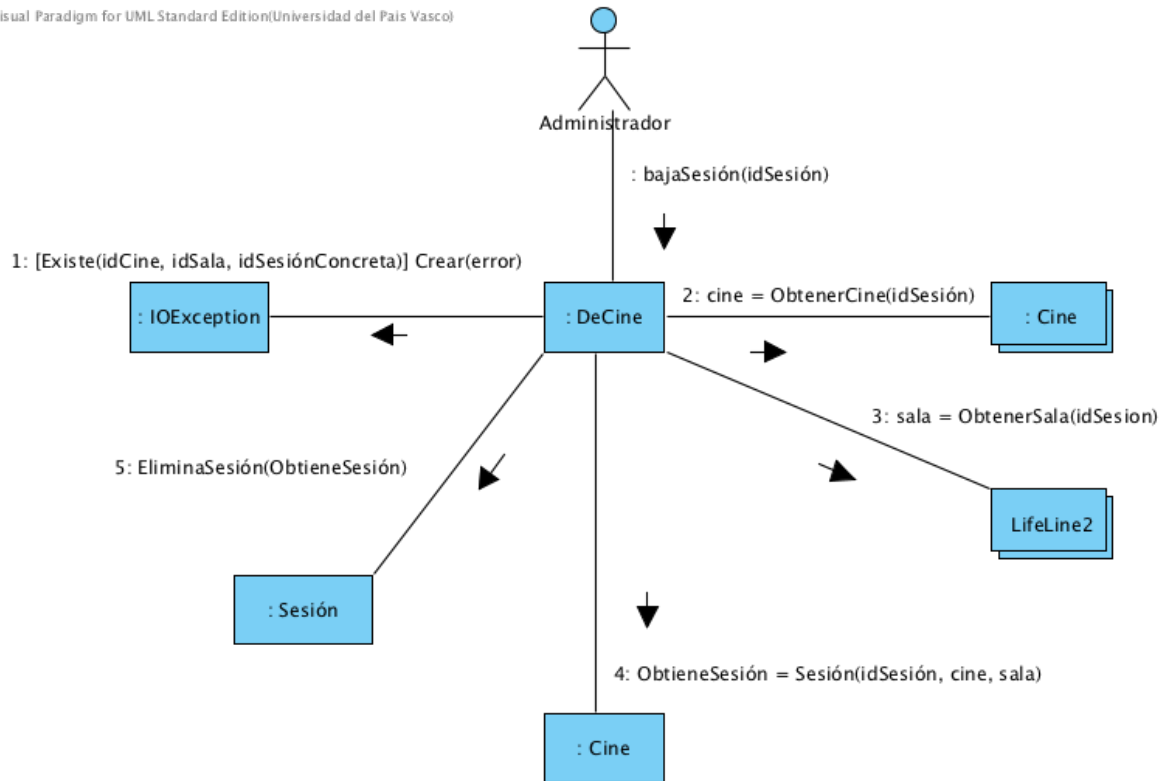 isual Paradigm for UML Standard Edition(Universidad del Pais Vasco)
Administrador
: bajaSesión(idSesión)
1: [Existe(idCine, idSala, idSesiónConcreta)] Crear(error)
: IOException
: DeCine
2: cine = ObtenerCine(idSesión)
: Cine
3: sala = ObtenerSala(idSesion)
5: EliminaSesión(ObtieneSesión)
LifeLine2
: Sesión
4: ObtieneSesión = Sesión(idSesión, cine, sala)
: Cine